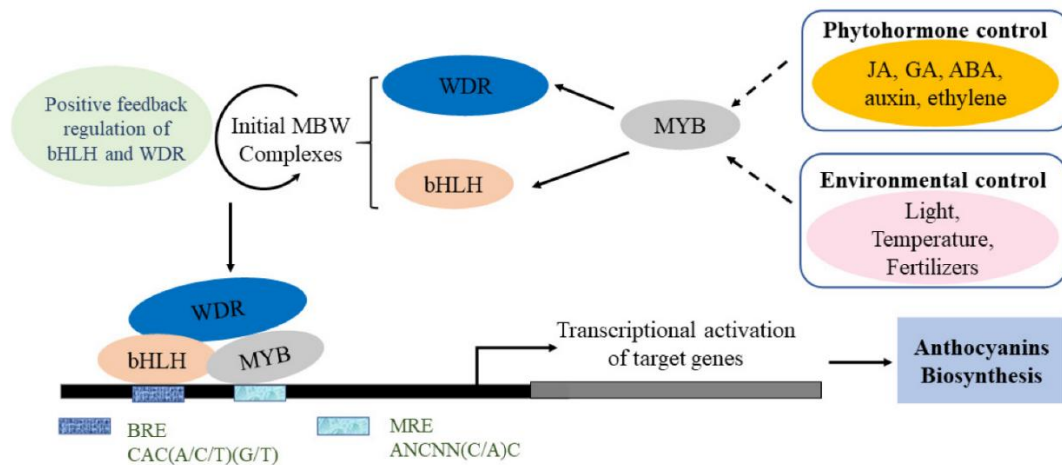 Positive feedback
regulation of
bHLH and WDR
Initial MBW
Complexes
WDR
bHLH
MYB
Phytohormone control
JA, GA, ABA,
auxin, ethylene
Environmental control
Light,
Temperature,
Fertilizers
WDR
bHLH
MYB
Transcriptional activation
of target genes
Anthocyanins
Biosynthesis
BRE
CAC(A/C/T)(G/T)
MRE
ANCNN(C/A)C